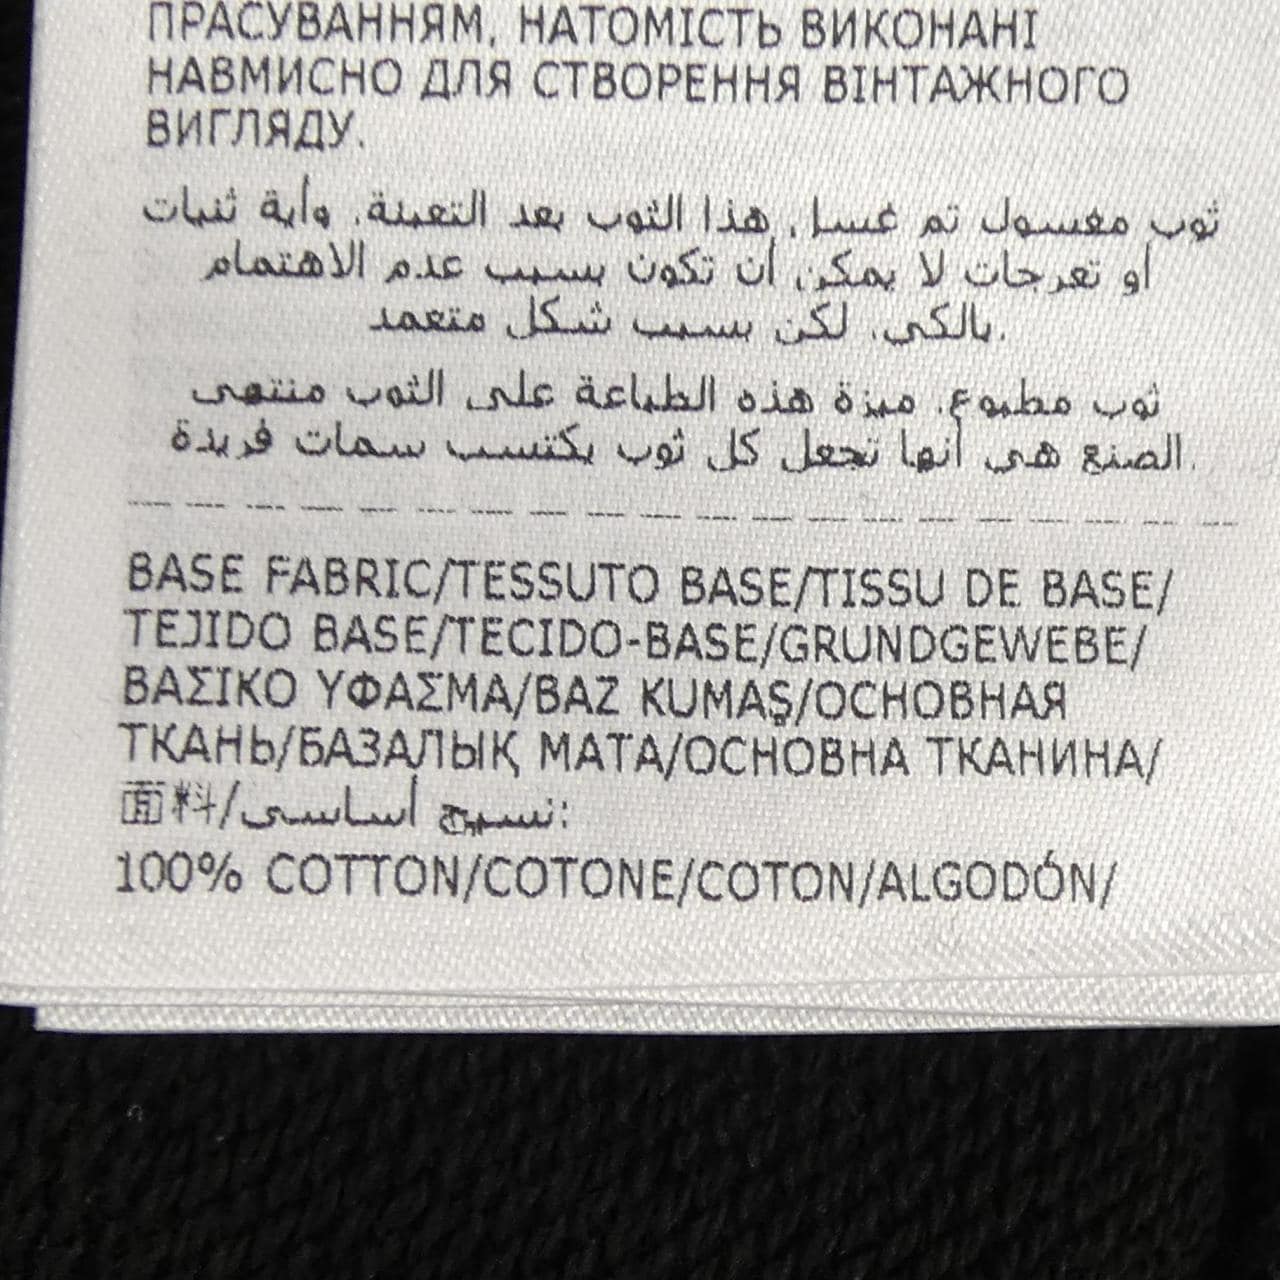 ПРАСУВАННЯМ, НАТОМІСТЬ ВИКОНАНІ
НАВМИСНО ДЛЯ СТВОРЕННЯ ВІНТАЖНОГО
ВИГЛЯДУ.
ثوب مغسول تم غسل. هذا الثوب بعد التعبئة. وأية ثنيات
أو تعرجات لا يمكن أن تكون بسبب عدم الاهتمام
بالكي. لكن بسبب شكل متعمد.
ثوب مطبوع. ميزة هذه الطباعة على الثوب منتهى
الصنع هي أنها تجعل كل ثوب يكتسب سمات فريدة.
BASE FABRIC/TESSUTO BASE/TISSU DE BASE/
TEJIDO BASE/TECIDO-BASE/GRUNDGEWEBE/
ΒΑΣΙΚΟ ΥΦΑΣΜΑ/BAZ KUMAŞ/ОСНОВНАЯ
ТКАНЬ/БАЗАЛЫҚ МАТА/ОСНОВНА ТКАНИНА/
面料/نسيج أساسى:
100% COTTON/COTONE/COTON/ALGODÓN/